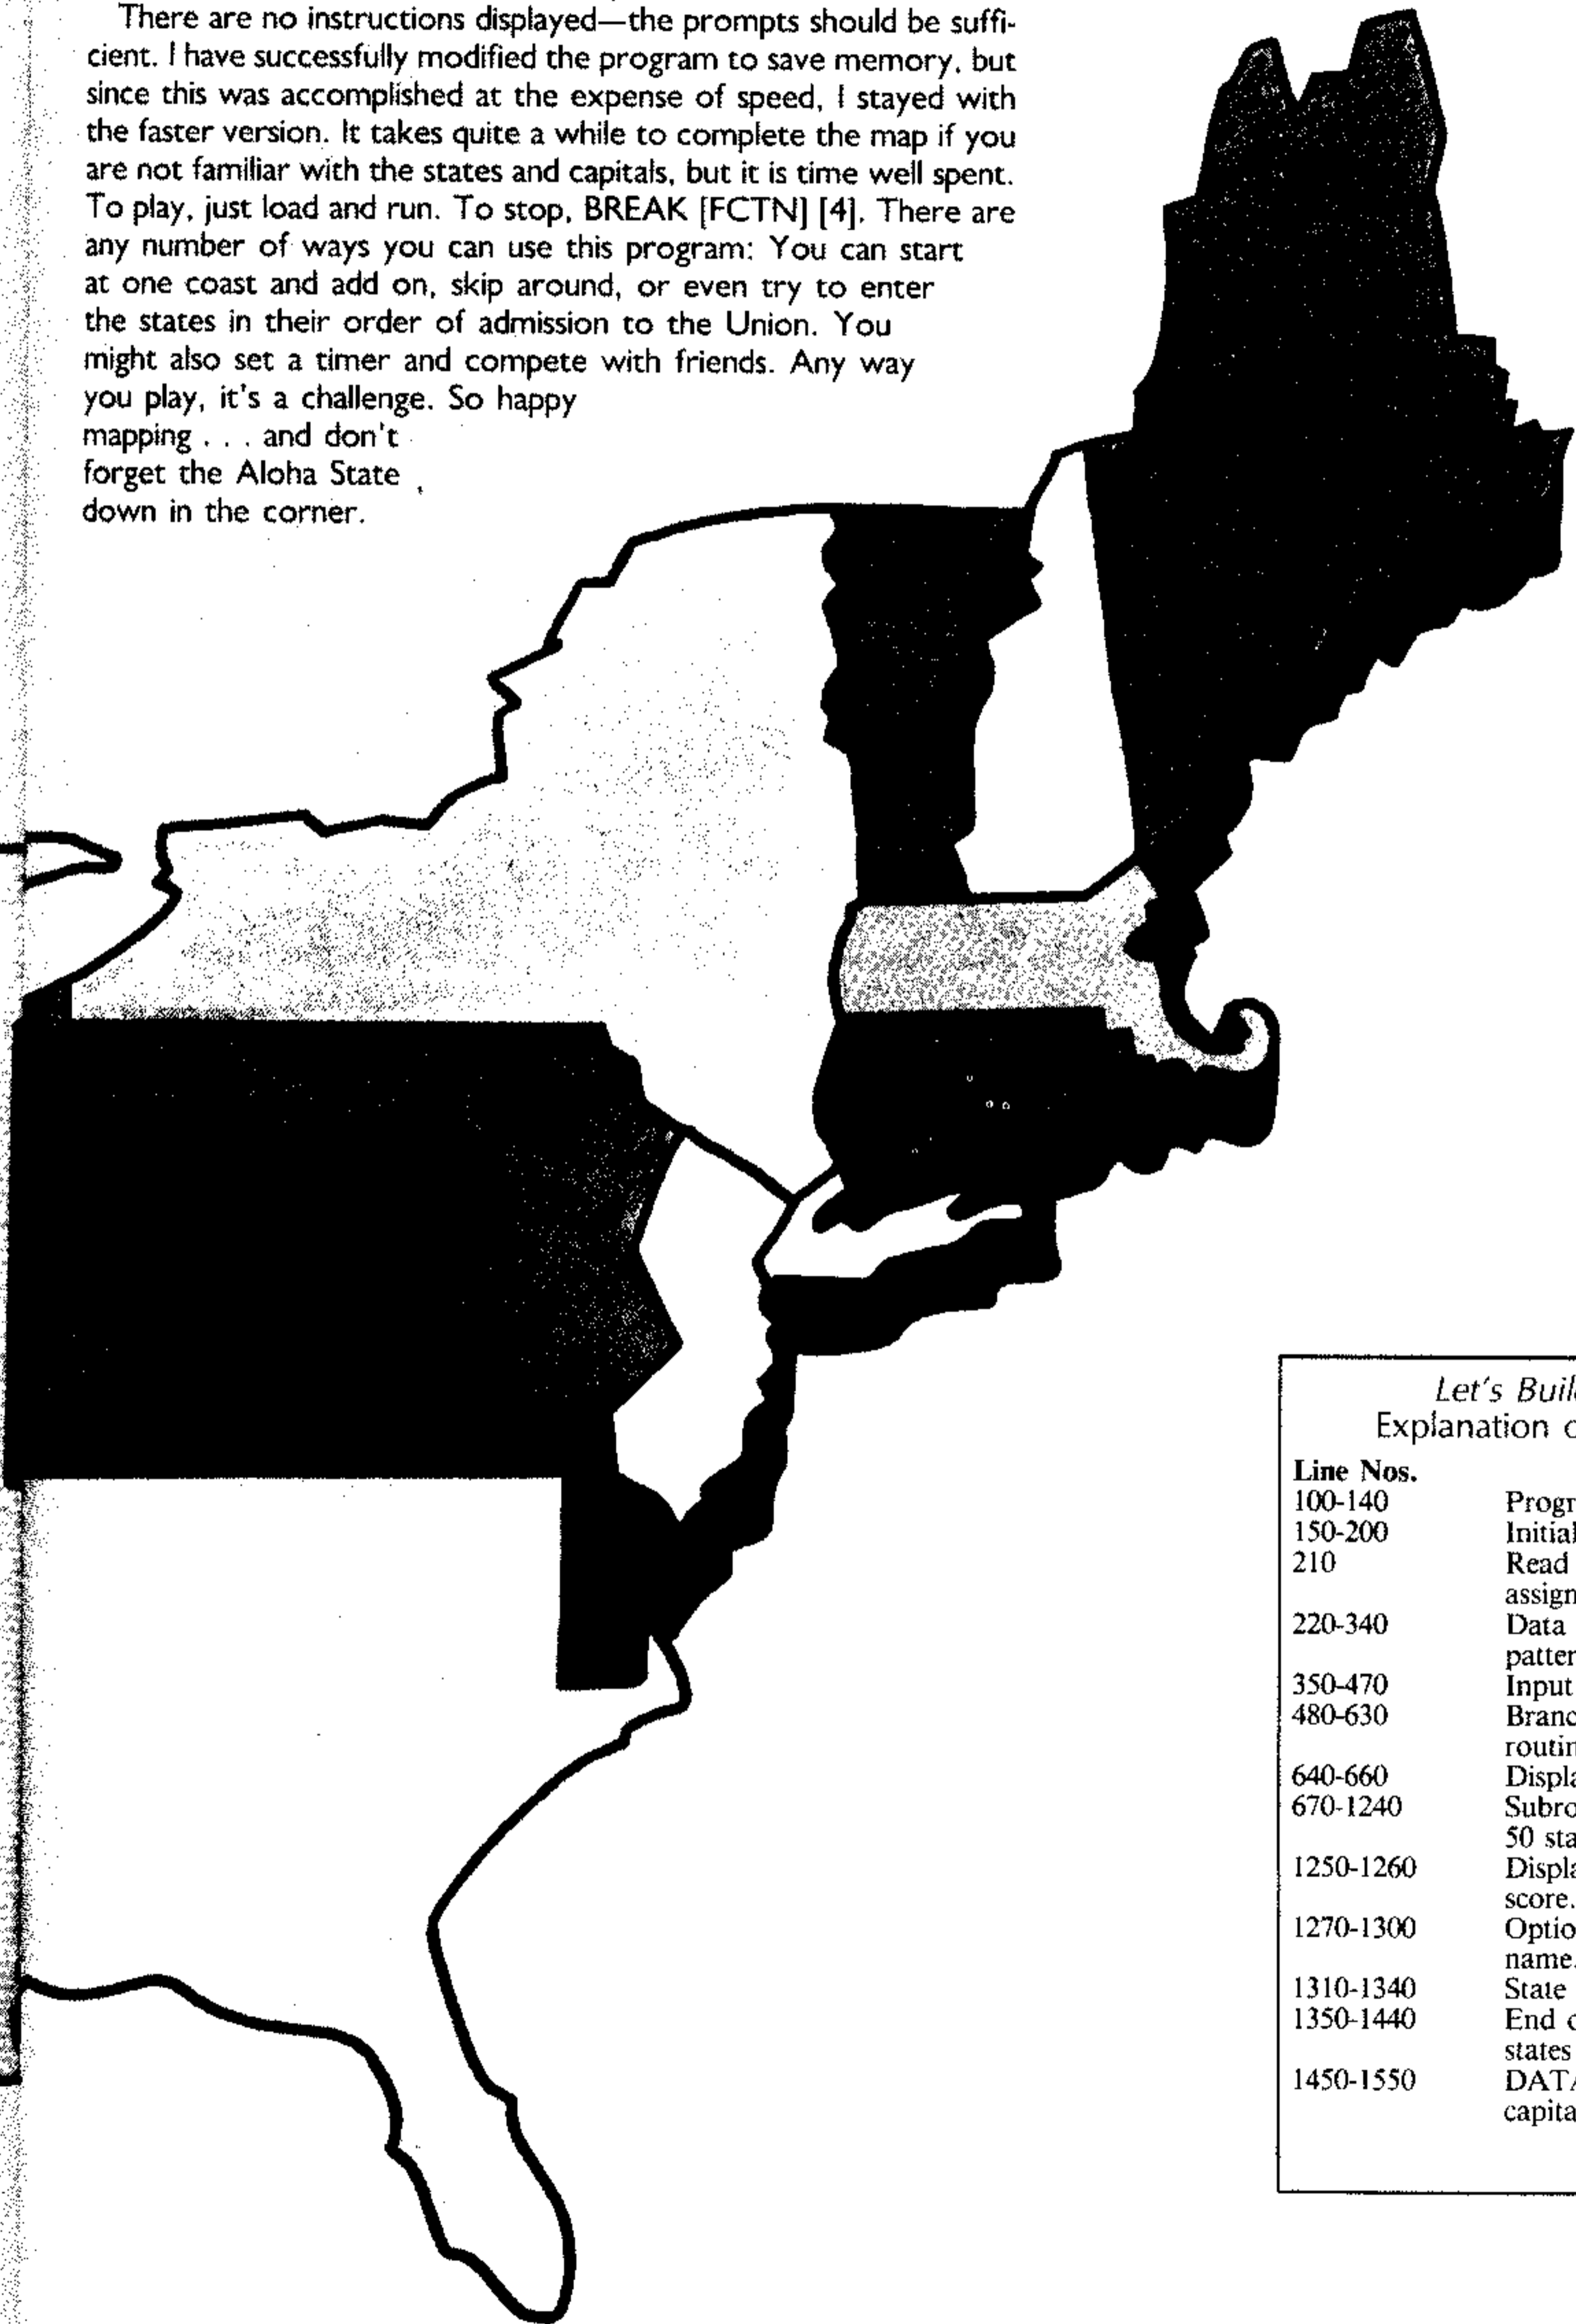 There are no instructions displayed—the prompts should be suffi-
cient. I have successfully modified the program to save memory, but
since this was accomplished at the expense of speed, I stayed with
the faster version. It takes quite a while to complete the map if you
are not familiar with the states and capitals, but it is time well spent.
To play, just load and run. To stop, BREAK [FCTN] [4]. There are
any number of ways you can use this program: You can start
at one coast and add on, skip around, or even try to enter
the states in their order of admission to the Union. You
might also set a timer and compete with friends. Any way
you play, it's a challenge. So happy
mapping . . . and don't
forget the Aloha State
down in the corner.
Let's Buil
Explanation o
Line Nos.
100-140 Progr
150-200 Initial
210 Read
assign
220-340 Data
patter
350-470 Input
480-630 Branc
routin
640-660 Displa
670-1240 Subro
50 sta
1250-1260 Displa
score.
1270-1300 Optio
name.
1310-1340 State
1350-1440 End o
states
1450-1550 DATA
capita